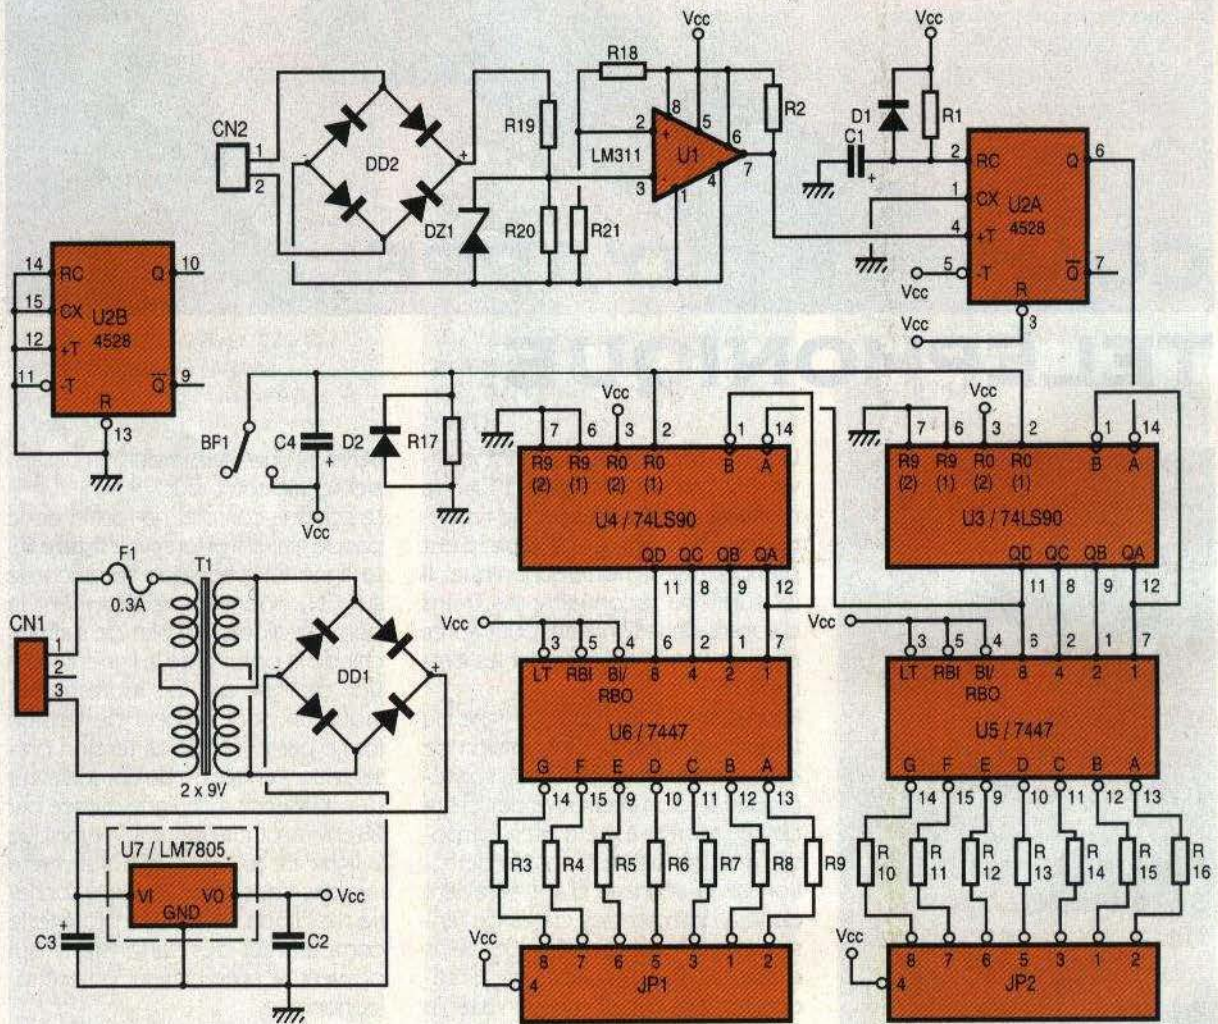 Vcc
Vcc
R18
R2
D1
R1
C1
+
CN2
1
2
DD2
-
+
R19
LM311
2
+
3
-
U1
8
5
6
7
4
1
DZ1
R20
R21
2
RC
Q
6
1
CX
U2A
4528
4
+T
5
-T
Q
7
R
3
Vcc
Vcc
14
RC
Q
10
15
CX
U2B
4528
12
+T
11
-T
Q
9
R
13
BF1
C4
+
D2
R17
Vcc
Vcc
Vcc
7
6
3
2
1
14
R9
(2)
R9
(1)
R0
(2)
R0
(1)
B
A
U4 / 74LS90
QD
QC
QB
QA
11
8
9
12
7
6
3
2
1
14
R9
(2)
R9
(1)
R0
(2)
R0
(1)
B
A
U3 / 74LS90
QD
QC
QB
QA
11
8
9
12
F1
0.3A
T1
CN1
1
2
3
2 x 9V
DD1
-
+
Vcc
3
5
4
6
2
1
7
LT
RBI
BI/
RBO
8
4
2
1
U6 / 7447
G
F
E
D
C
B
A
14
15
9
10
11
12
13
Vcc
3
5
4
6
2
1
7
LT
RBI
BI/
RBO
8
4
2
1
U5 / 7447
G
F
E
D
C
B
A
14
15
9
10
11
12
13
U7 / LM7805
VI
VO
GND
Vcc
C3
+
C2
R3
R4
R5
R6
R7
R8
R9
R
10
R
11
R
12
R
13
R
14
R
15
R
16
Vcc
4
8
7
6
5
3
1
2
JP1
Vcc
4
8
7
6
5
3
1
2
JP2